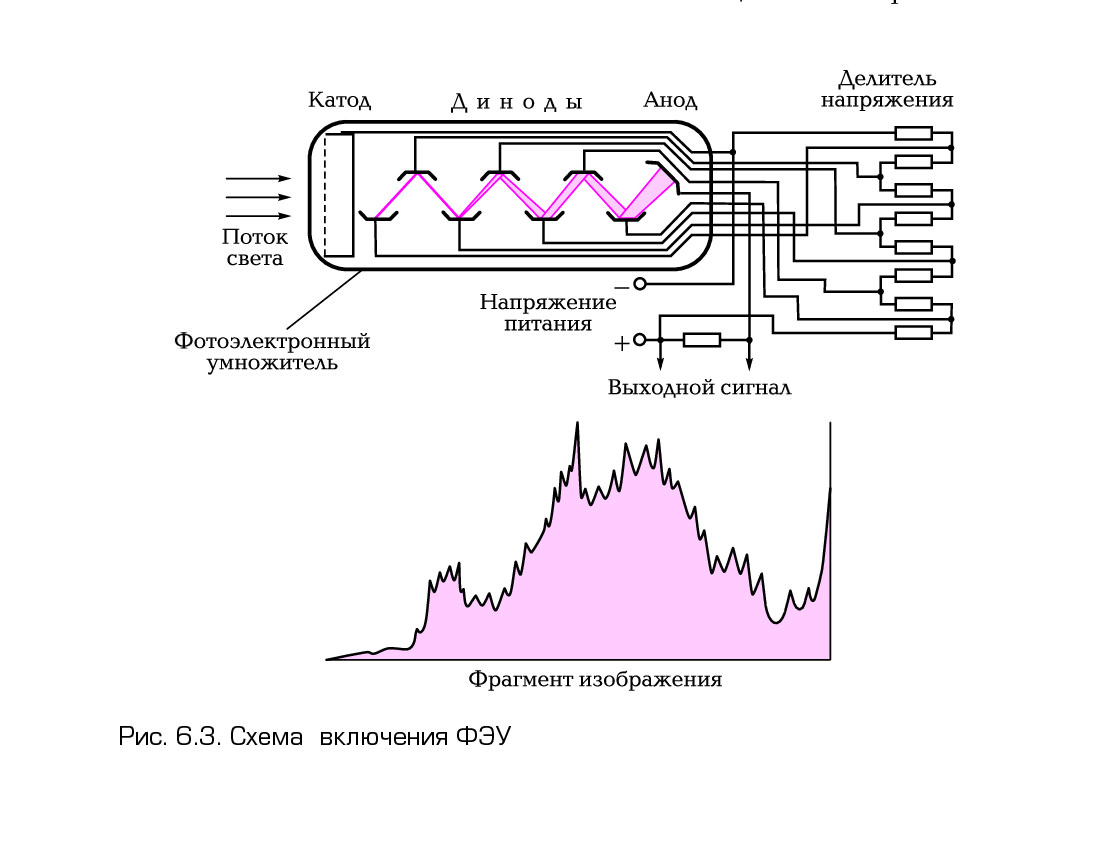 Делитель
напряжения
Катод
Диноды
Анод
Поток
света
Напряжение
питания
−
+
Фотоэлектронный
умножитель
Выходной сигнал
Фрагмент изображения
Рис. 6.3. Схема включения ФЭУ